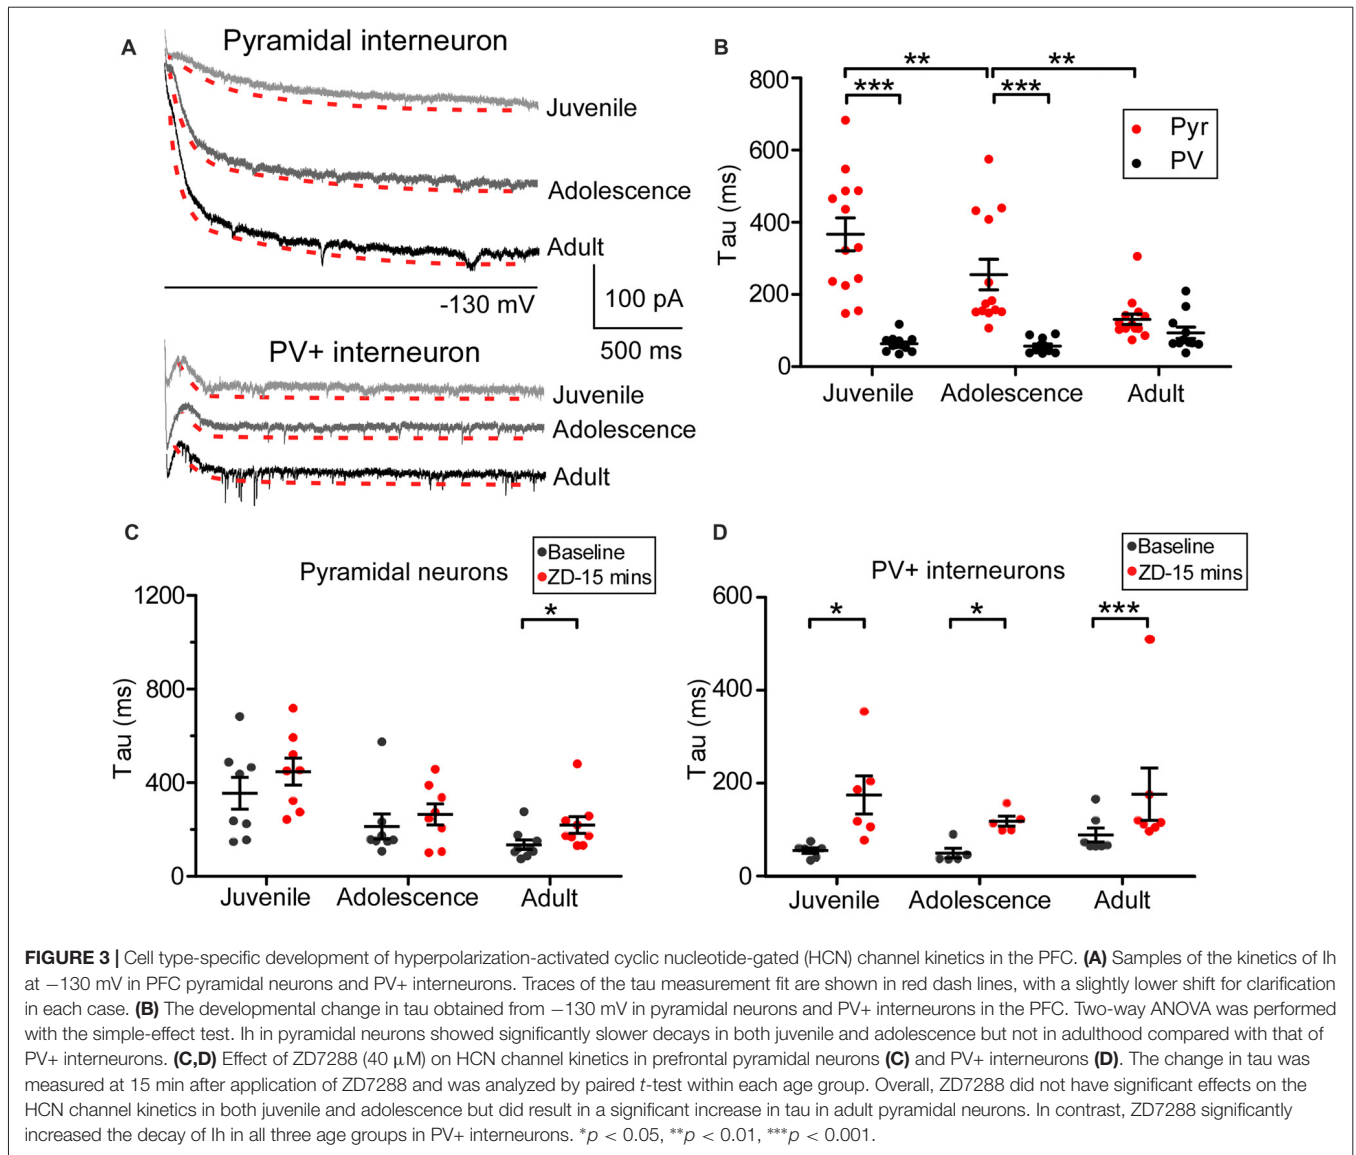 A
Pyramidal interneuron
Juvenile
Adolescence
Adult
-130 mV
100 pA
500 ms
PV+ interneuron
Juvenile
Adolescence
Adult
B
** **
*** ***
800
600
400
200
0
Tau (ms)
Pyr
PV
Juvenile Adolescence Adult
C
Baseline
ZD-15 mins
Pyramidal neurons
*
1200
800
400
0
Tau (ms)
Juvenile Adolescence Adult
D
Baseline
ZD-15 mins
PV+ interneurons
* * ***
600
400
200
0
Tau (ms)
Juvenile Adolescence Adult
FIGURE 3 | Cell type-specific development of hyperpolarization-activated cyclic nucleotide-gated (HCN) channel kinetics in the PFC. (A) Samples of the kinetics of Ih
at −130 mV in PFC pyramidal neurons and PV+ interneurons. Traces of the tau measurement fit are shown in red dash lines, with a slightly lower shift for clarification
in each case. (B) The developmental change in tau obtained from −130 mV in pyramidal neurons and PV+ interneurons in the PFC. Two-way ANOVA was performed
with the simple-effect test. Ih in pyramidal neurons showed significantly slower decays in both juvenile and adolescence but not in adulthood compared with that of
PV+ interneurons. (C,D) Effect of ZD7288 (40 μM) on HCN channel kinetics in prefrontal pyramidal neurons (C) and PV+ interneurons (D). The change in tau was
measured at 15 min after application of ZD7288 and was analyzed by paired t-test within each age group. Overall, ZD7288 did not have significant effects on the
HCN channel kinetics in both juvenile and adolescence but did result in a significant increase in tau in adult pyramidal neurons. In contrast, ZD7288 significantly
increased the decay of Ih in all three age groups in PV+ interneurons. *p < 0.05, **p < 0.01, ***p < 0.001.